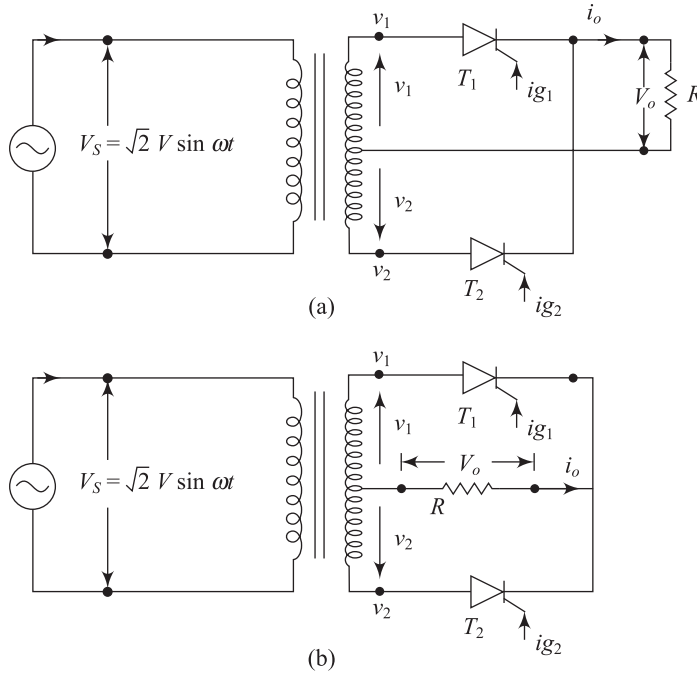 v₁
i₀
T₁
ig₁
v₁
Vₛ = √2 V sin ωt
Vₒ
R
v₂
v₂
T₂
ig₂
(a)
v₁
T₁
ig₁
v₁
Vₒ
iₒ
Vₛ = √2 V sin ωt
R
v₂
v₂
T₂
ig₂
(b)